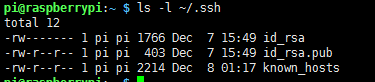 pi@raspberrypi:~ $ ls -l ~/.ssh
total 12
-rw------- 1 pi pi 1766 Dec  7 15:49 id_rsa
-rw-r--r-- 1 pi pi  403 Dec  7 15:49 id_rsa.pub
-rw-r--r-- 1 pi pi 2214 Dec  8 01:17 known_hosts
pi@raspberrypi:~ $